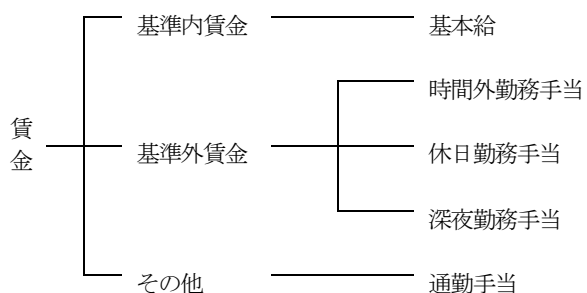 賃金
基準内賃金
基本給
時間外勤務手当
基準外賃金
休日勤務手当
深夜勤務手当
その他
通勤手当